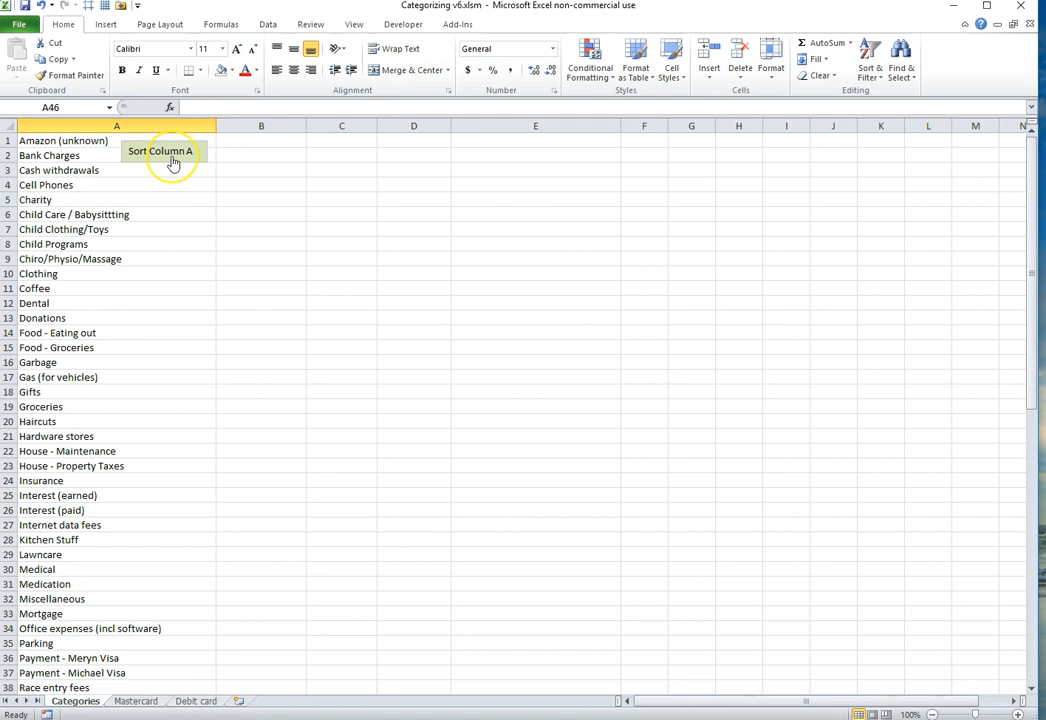 Categorizing v6.xlsm - Microsoft Excel non-commercial use
File Home Insert Page Layout Formulas Data Review View Developer Add-Ins
Paste Cut Copy Format Painter Clipboard
Calibri 11 A A B I U A Font
Wrap Text Merge & Center Alignment
General $ % , Number
Conditional Formatting Format as Table Cell Styles Styles
Insert Delete Format Cells
Σ AutoSum Fill Clear Sort & Filter Find & Select Editing
A46 fx
A B C D E F G H I J K L M N
Sort Column A
1 Amazon (unknown)
2 Bank Charges
3 Cash withdrawals
4 Cell Phones
5 Charity
6 Child Care / Babysittting
7 Child Clothing/Toys
8 Child Programs
9 Chiro/Physio/Massage
10 Clothing
11 Coffee
12 Dental
13 Donations
14 Food - Eating out
15 Food - Groceries
16 Garbage
17 Gas (for vehicles)
18 Gifts
19 Groceries
20 Haircuts
21 Hardware stores
22 House - Maintenance
23 House - Property Taxes
24 Insurance
25 Interest (earned)
26 Interest (paid)
27 Internet data fees
28 Kitchen Stuff
29 Lawncare
30 Medical
31 Medication
32 Miscellaneous
33 Mortgage
34 Office expenses (incl software)
35 Parking
36 Payment - Meryn Visa
37 Payment - Michael Visa
38 Race entry fees
Categories Mastercard Debit card
Ready 100%